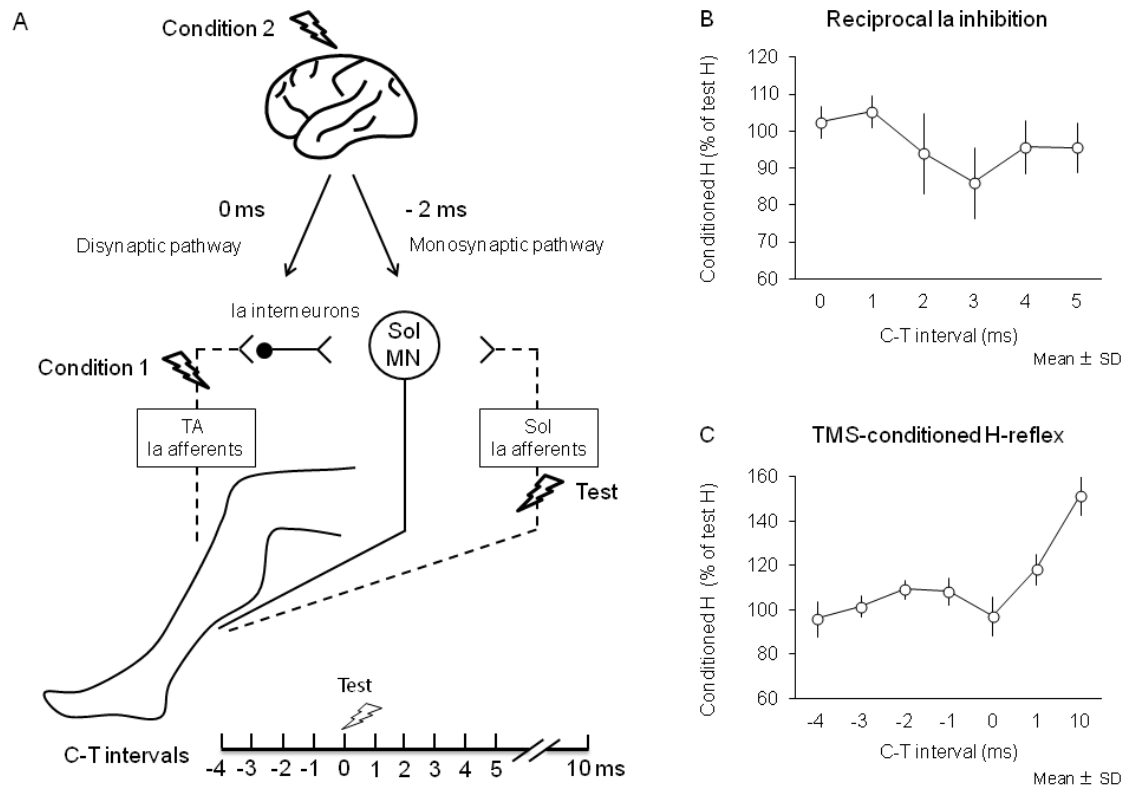 A
Condition 2
0 ms
- 2 ms
Disynaptic pathway
Monosynaptic pathway
Ia interneurons
Sol
MN
Condition 1
TA
Ia afferents
Sol
Ia afferents
Test
Test
C-T intervals
-4 -3 -2 -1 0 1 2 3 4 5 10 ms
B Reciprocal Ia inhibition
Conditioned H (% of test H)
120
110
100
90
80
70
60
0 1 2 3 4 5
C-T interval (ms)
Mean ± SD
C TMS-conditioned H-reflex
Conditioned H (% of test H)
160
140
120
100
80
60
-4 -3 -2 -1 0 1 10
C-T interval (ms)
Mean ± SD